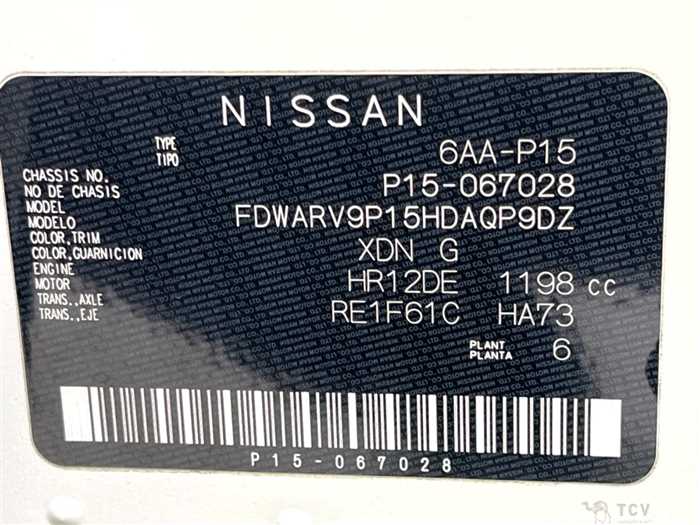 NISSAN
TYPE
TIPO
6AA-P15
CHASSIS NO.
NO DE CHASIS
P15-067028
MODEL
MODELO
FDWARV9P15HDAQP9DZ
COLOR,TRIM
COLOR,GUARNICION
XDN G
ENGINE
MOTOR
HR12DE 1198 cc
TRANS.,AXLE
TRANS.,EJE
RE1F61C HA73
PLANT
PLANTA
6
P15-067028
TCV